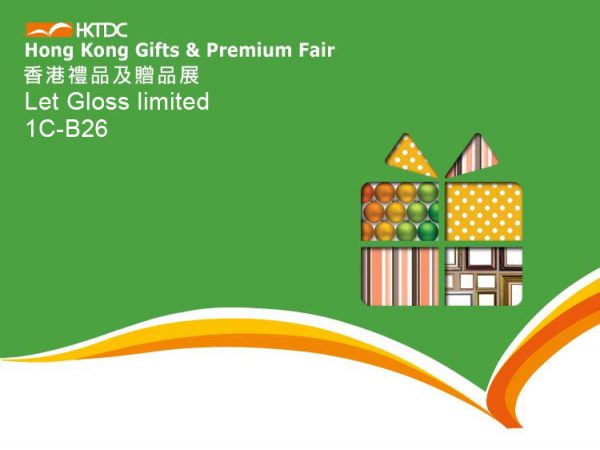 HKTDC
Hong Kong Gifts & Premium Fair
香港禮品及贈品展
Let Gloss limited
1C-B26